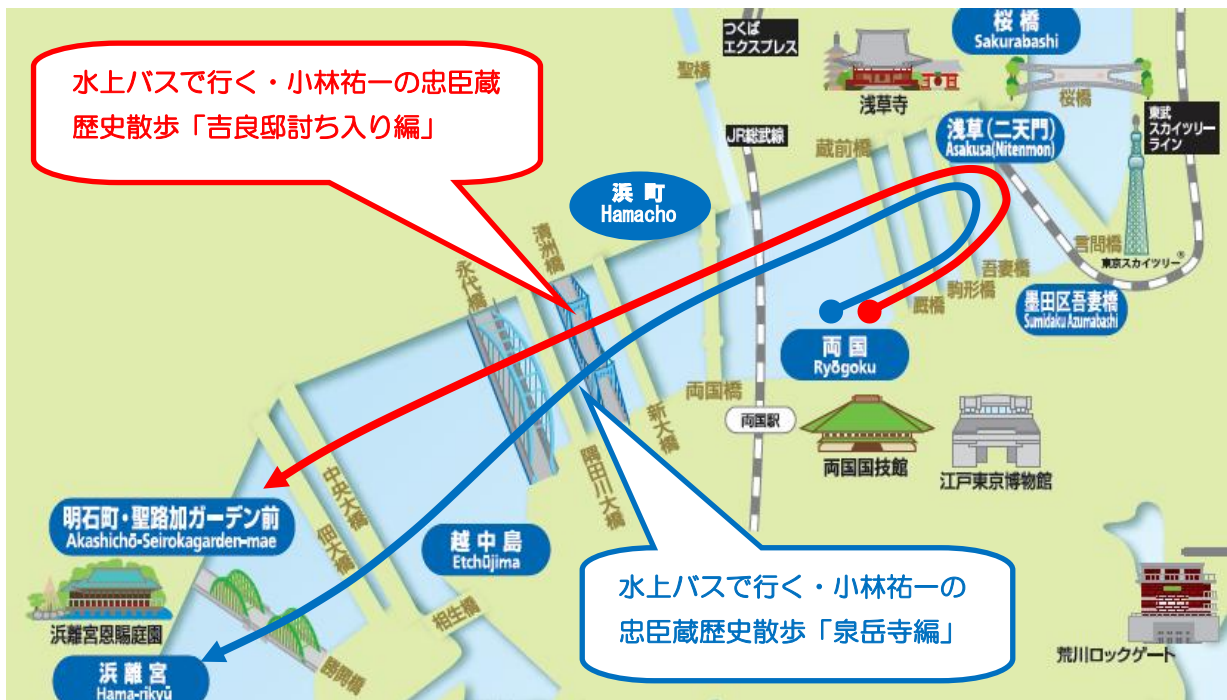 つくば
エクスプレス
桜橋
Sakurabashi
水上バスで行く・小林祐一の忠臣蔵
歴史散歩「吉良邸討ち入り編」
聖橋
浅草寺
桜橋
東武
スカイツリー
ライン
JR総武線
蔵前橋
浅草(二天門)
Asakusa(Nitenmon)
浜町
Hamacho
清洲橋
永代橋
言問橋
東京スカイツリー®
吾妻橋
駒形橋
厩橋
墨田区吾妻橋
Sumidaku Azumabashi
両国
Ryōgoku
両国橋
新大橋
両国駅
両国国技館
江戸東京博物館
隅田川大橋
中央大橋
佃大橋
明石町・聖路加ガーデン前
Akashichō-Seirokagarden-mae
越中島
Etchūjima
水上バスで行く・小林祐一の
忠臣蔵歴史散歩「泉岳寺編」
相生橋
浜離宮恩賜庭園
勝鬨橋
浜離宮
Hama-rikyū
荒川ロックゲート